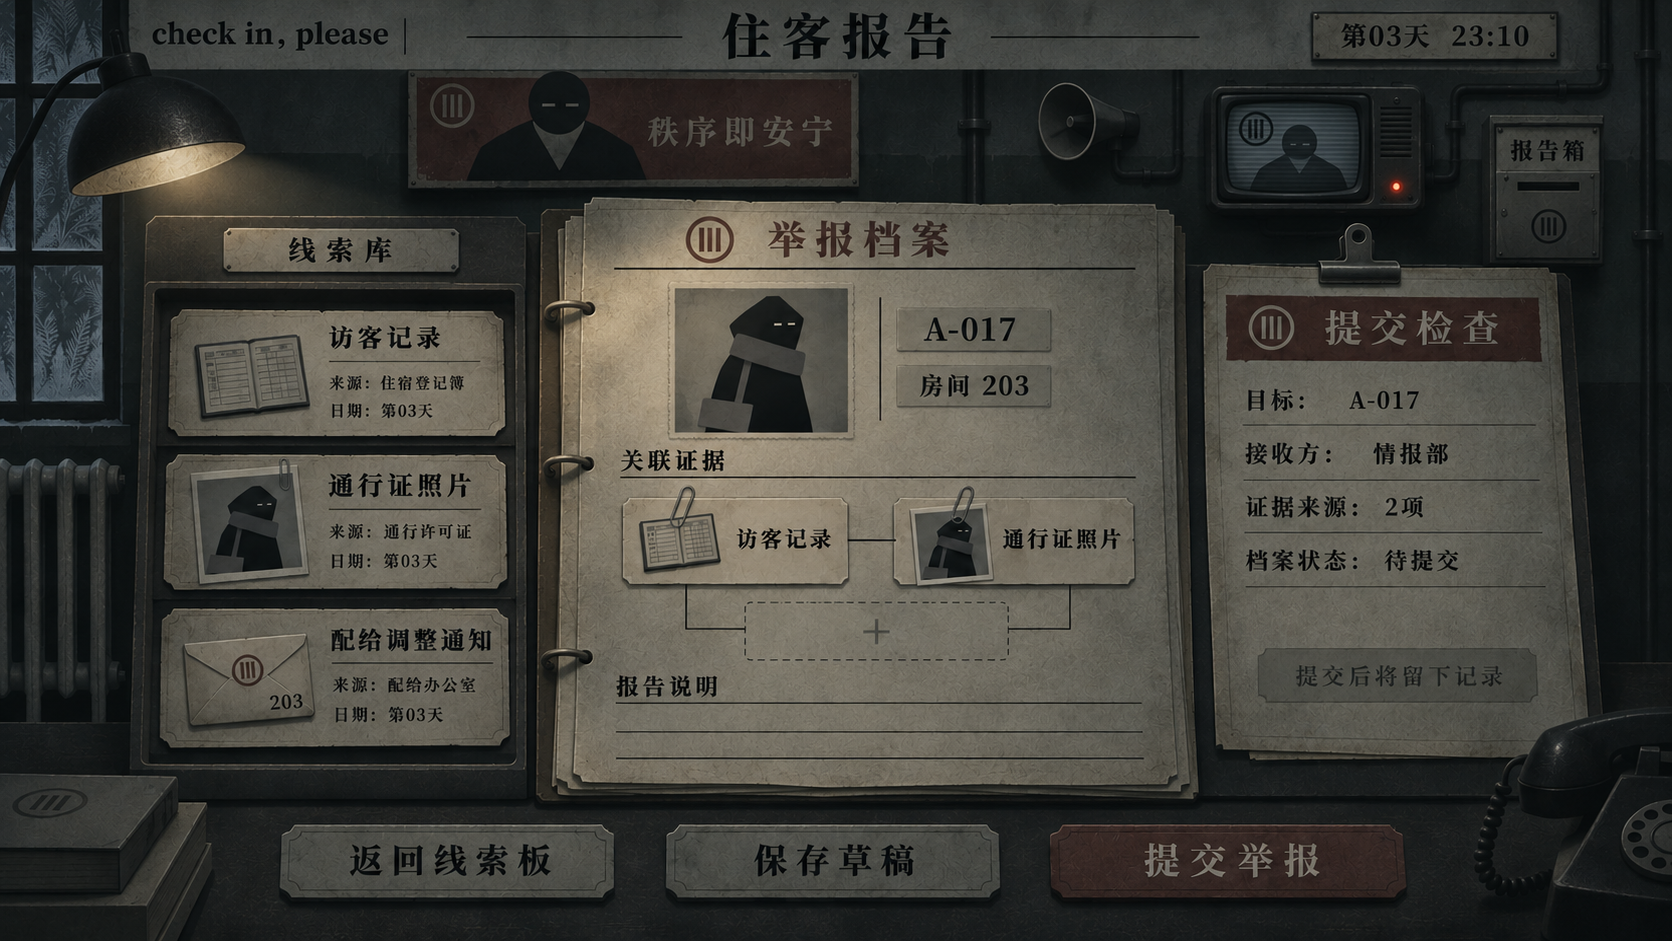 check in, please
住客报告
第03天 23:10
秩序即安宁
报告箱
线索库
访客记录
来源：住宿登记簿
日期：第03天
通行证照片
来源：通行许可证
日期：第03天
配给调整通知
来源：配给办公室
日期：第03天
203
举报档案
A-017
房间 203
关联证据
访客记录
通行证照片
+
报告说明
提交检查
目标： A-017
接收方： 情报部
证据来源： 2项
档案状态： 待提交
提交后将留下记录
返回线索板
保存草稿
提交举报